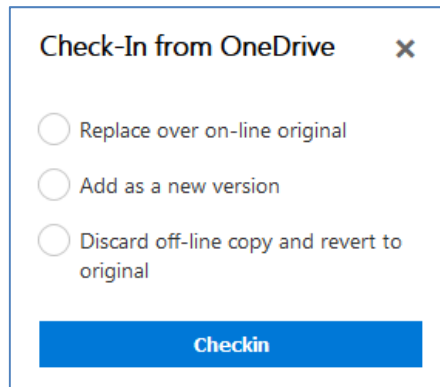 Check-In from OneDrive
Replace over on-line original
Add as a new version
Discard off-line copy and revert to
original
Checkin